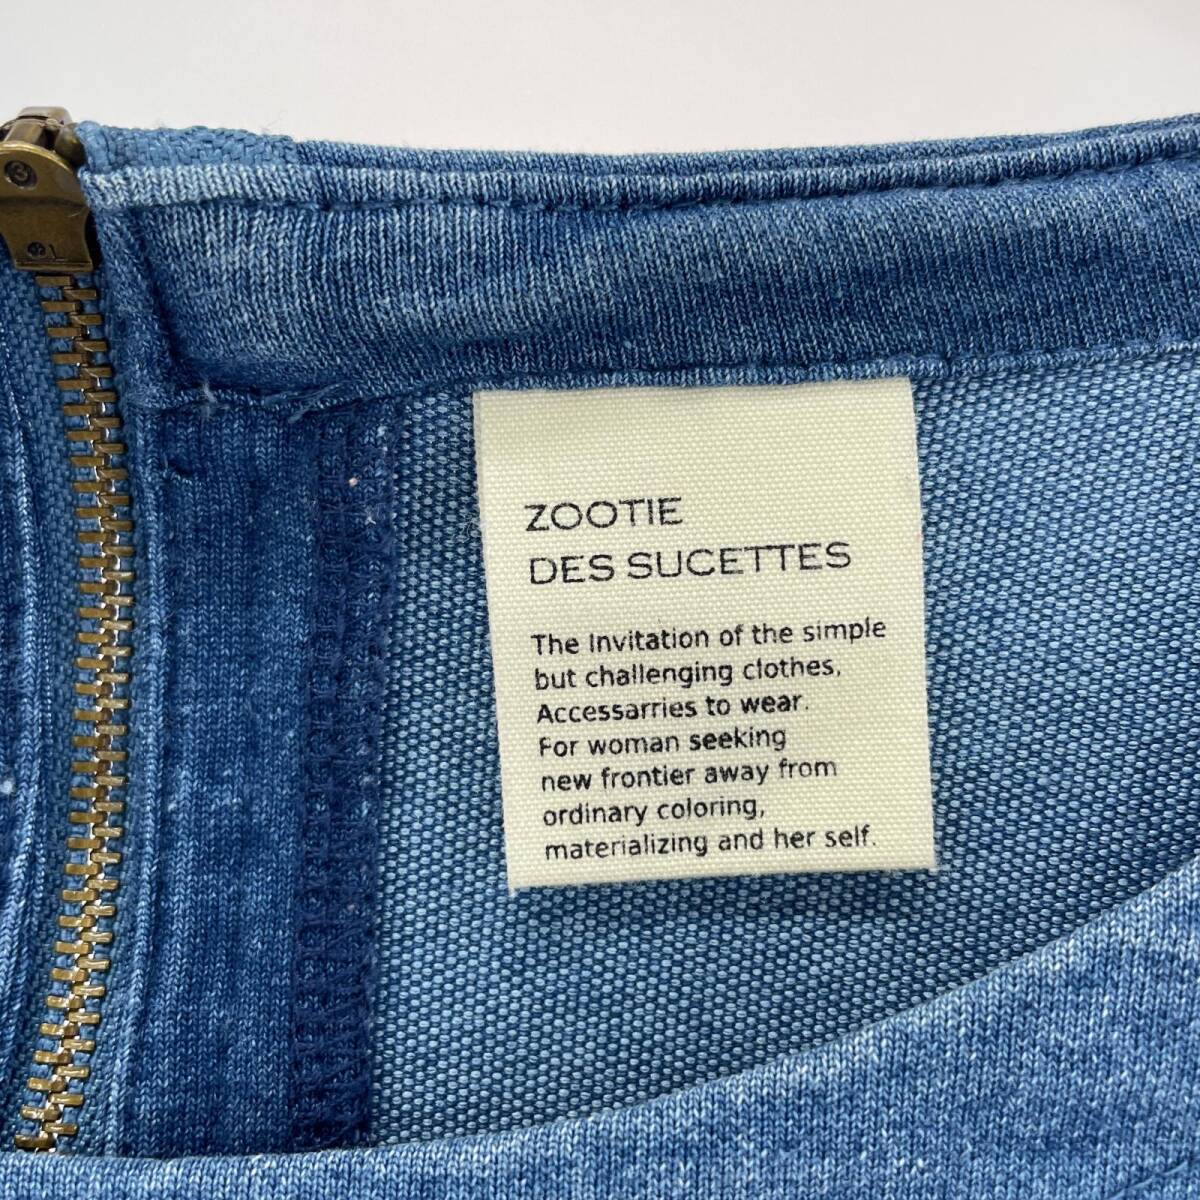 ZOOTIE
DES SUCETTES
The Invitation of the simple
but challenging clothes,
Accessarries to wear.
For woman seeking
new frontier away from
ordinary coloring,
materializing and her self.